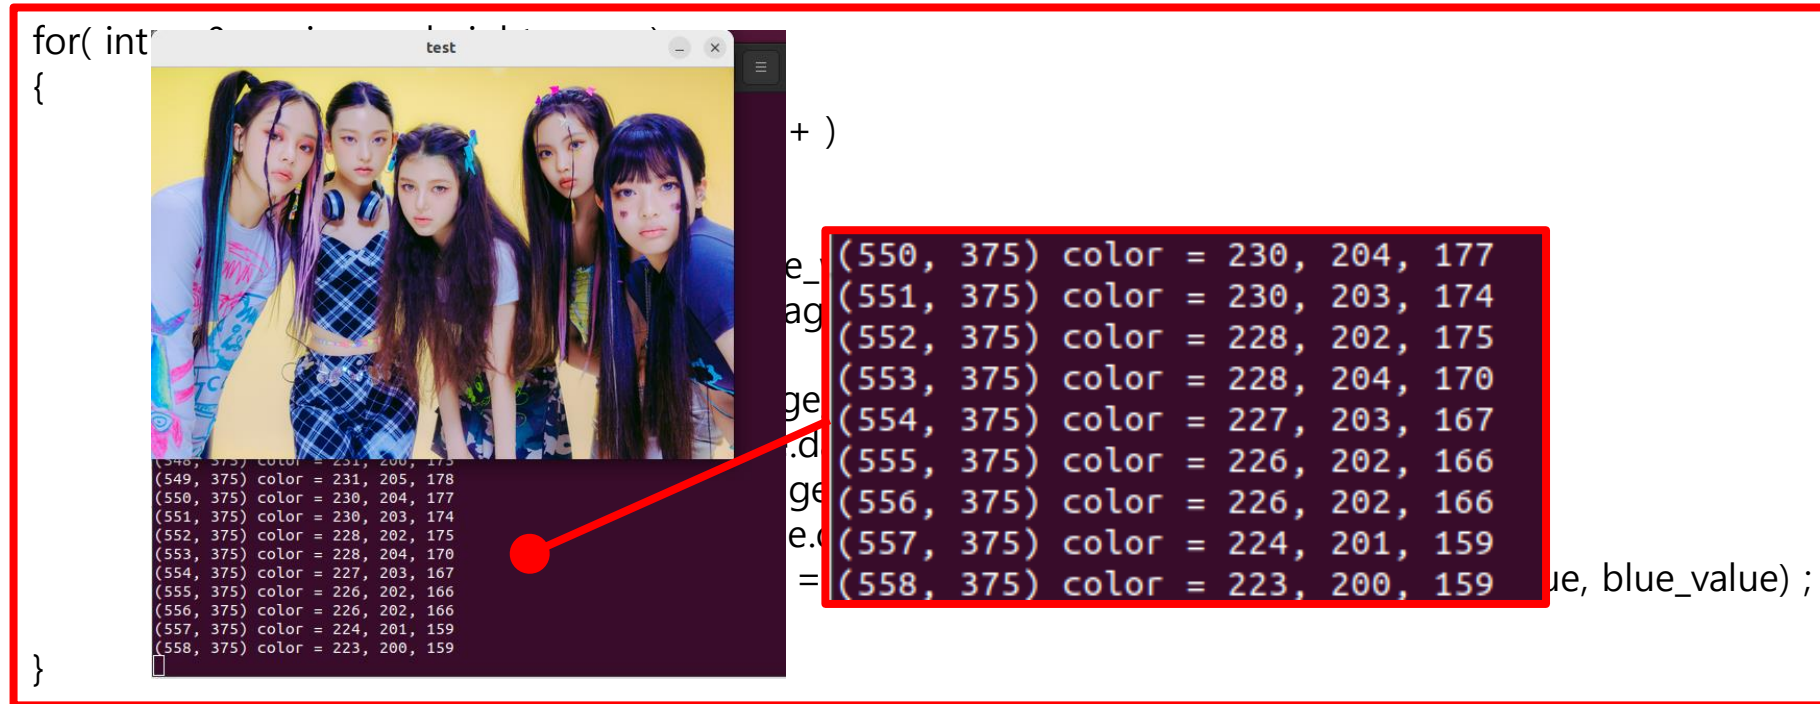 for( int
{
test
+ )
(549, 375) color = 231, 205, 178
(550, 375) color = 230, 204, 177
(551, 375) color = 230, 203, 174
(552, 375) color = 228, 202, 175
(553, 375) color = 228, 204, 170
(554, 375) color = 227, 203, 167
(555, 375) color = 226, 202, 166
(556, 375) color = 226, 202, 166
(557, 375) color = 224, 201, 159
(558, 375) color = 223, 200, 159
(550, 375) color = 230, 204, 177
(551, 375) color = 230, 203, 174
(552, 375) color = 228, 202, 175
(553, 375) color = 228, 204, 170
(554, 375) color = 227, 203, 167
(555, 375) color = 226, 202, 166
(556, 375) color = 226, 202, 166
(557, 375) color = 224, 201, 159
(558, 375) color = 223, 200, 159
= blue_value) ;
}